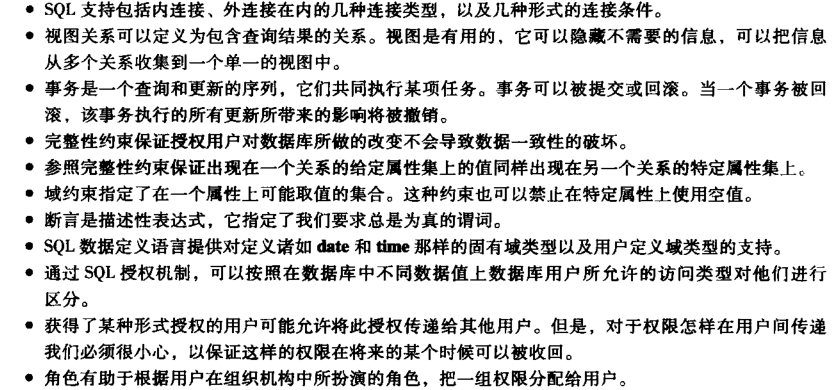 • SQL 支持包括内连接、外连接在内的几种连接类型，以及几种形式的连接条件。
• 视图关系可以定义为包含查询结果的关系。视图是有用的，它可以隐藏不需要的信息，可以把信息
从多个关系收集到一个单一的视图中。
• 事务是一个查询和更新的序列，它们共同执行某项任务。事务可以被提交或回滚。当一个事务被回
滚，该事务执行的所有更新所带来的影响将被撤销。
• 完整性约束保证授权用户对数据库所做的改变不会导致数据一致性的破坏。
• 参照完整性约束保证出现在一个关系的给定属性集上的值同样出现在另一个关系的特定属性集上。
• 域约束指定了在一个属性上可能取值的集合。这种约束也可以禁止在特定属性上使用空值。
• 断言是描述性表达式，它指定了我们要求总是为真的谓词。
• SQL 数据定义语言提供对定义诸如 date 和 time 那样的固有域类型以及用户定义域类型的支持。
• 通过 SQL 授权机制，可以按照在数据库中不同数据值上数据库用户所允许的访问类型对他们进行
区分。
• 获得了某种形式授权的用户可能允许将此授权传递给其他用户。但是，对于权限怎样在用户间传递
我们必须很小心，以保证这样的权限在将来的某个时候可以被收回。
• 角色有助于根据用户在组织机构中所扮演的角色，把一组权限分配给用户。